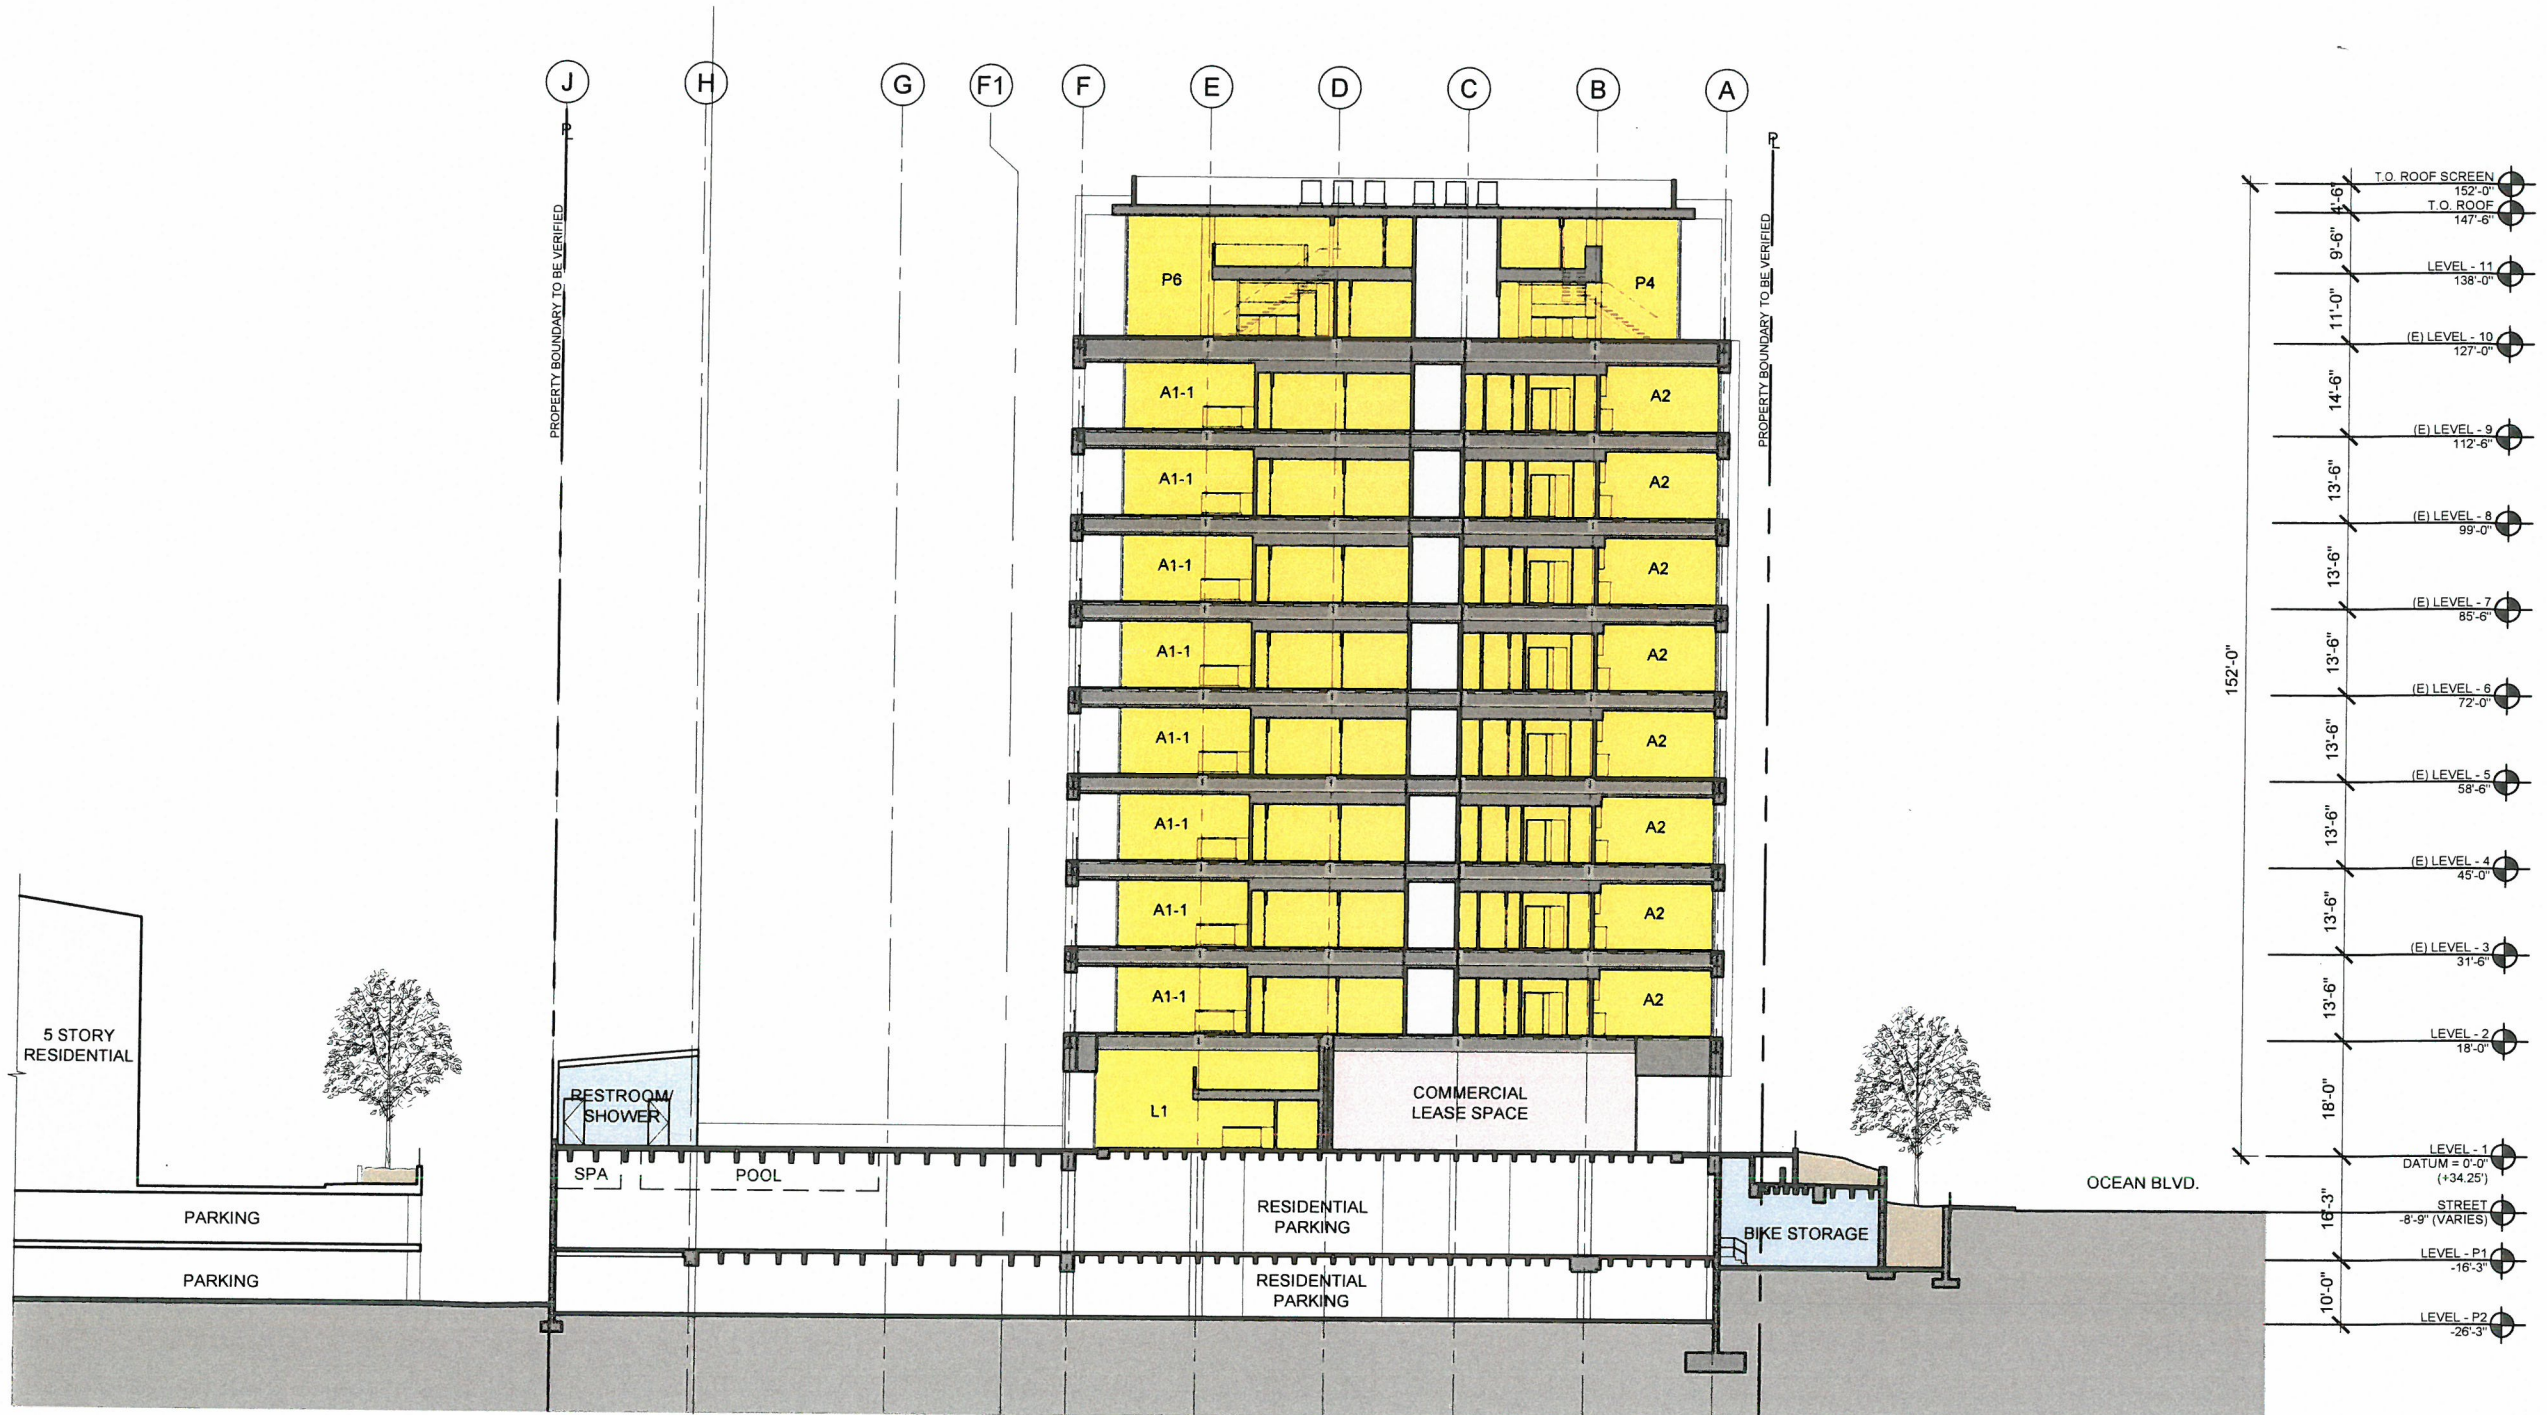 J H G F1 F E D C B A
PL
PL
PROPERTY BOUNDARY TO BE VERIFIED
PROPERTY BOUNDARY TO BE VERIFIED
P6
P4
A1-1
A2
A1-1
A2
A1-1
A2
A1-1
A2
A1-1
A2
A1-1
A2
A1-1
A2
A1-1
A2
L1
COMMERCIAL
LEASE SPACE
5 STORY
RESIDENTIAL
RESTROOM/
SHOWER
SPA
POOL
PARKING
PARKING
RESIDENTIAL
PARKING
RESIDENTIAL
PARKING
BIKE STORAGE
OCEAN BLVD.
152'-0"
4'-6"
9'-6"
11'-0"
14'-6"
13'-6"
13'-6"
13'-6"
13'-6"
13'-6"
13'-6"
13'-6"
18'-0"
16'-3"
10'-0"
T.O. ROOF SCREEN
152'-0"
T.O. ROOF
147'-6"
LEVEL - 11
138'-0"
(E) LEVEL - 10
127'-0"
(E) LEVEL - 9
112'-6"
(E) LEVEL - 8
99'-0"
(E) LEVEL - 7
85'-6"
(E) LEVEL - 6
72'-0"
(E) LEVEL - 5
58'-6"
(E) LEVEL - 4
45'-0"
(E) LEVEL - 3
31'-6"
LEVEL - 2
18'-0"
LEVEL - 1
DATUM = 0'-0"
(+34.25')
STREET
-8'-9" (VARIES)
LEVEL - P1
-16'-3"
LEVEL - P2
-26'-3"